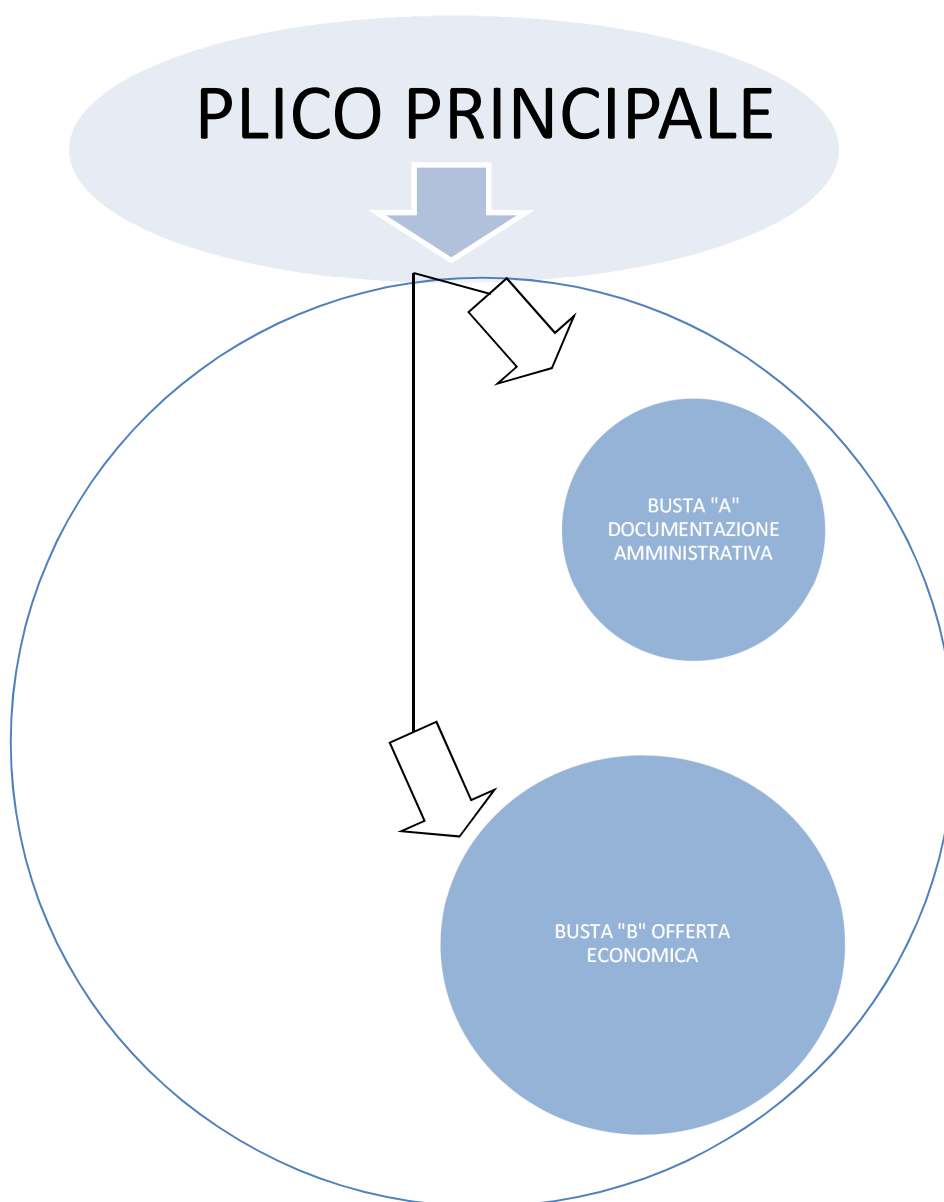 PLICO PRINCIPALE
BUSTA "A"
DOCUMENTAZIONE
AMMINISTRATIVA
BUSTA "B" OFFERTA
ECONOMICA